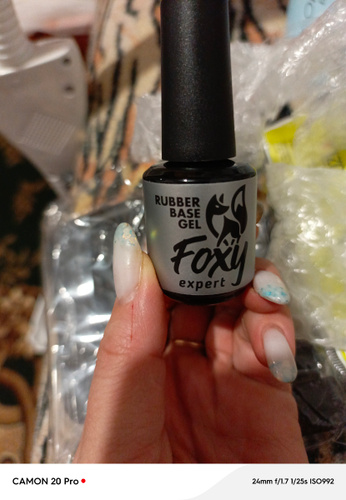 RUBBER
BASE
GEL
Foxy
expert
CAMON 20 Pro
24mm f/1.7 1/25s ISO992